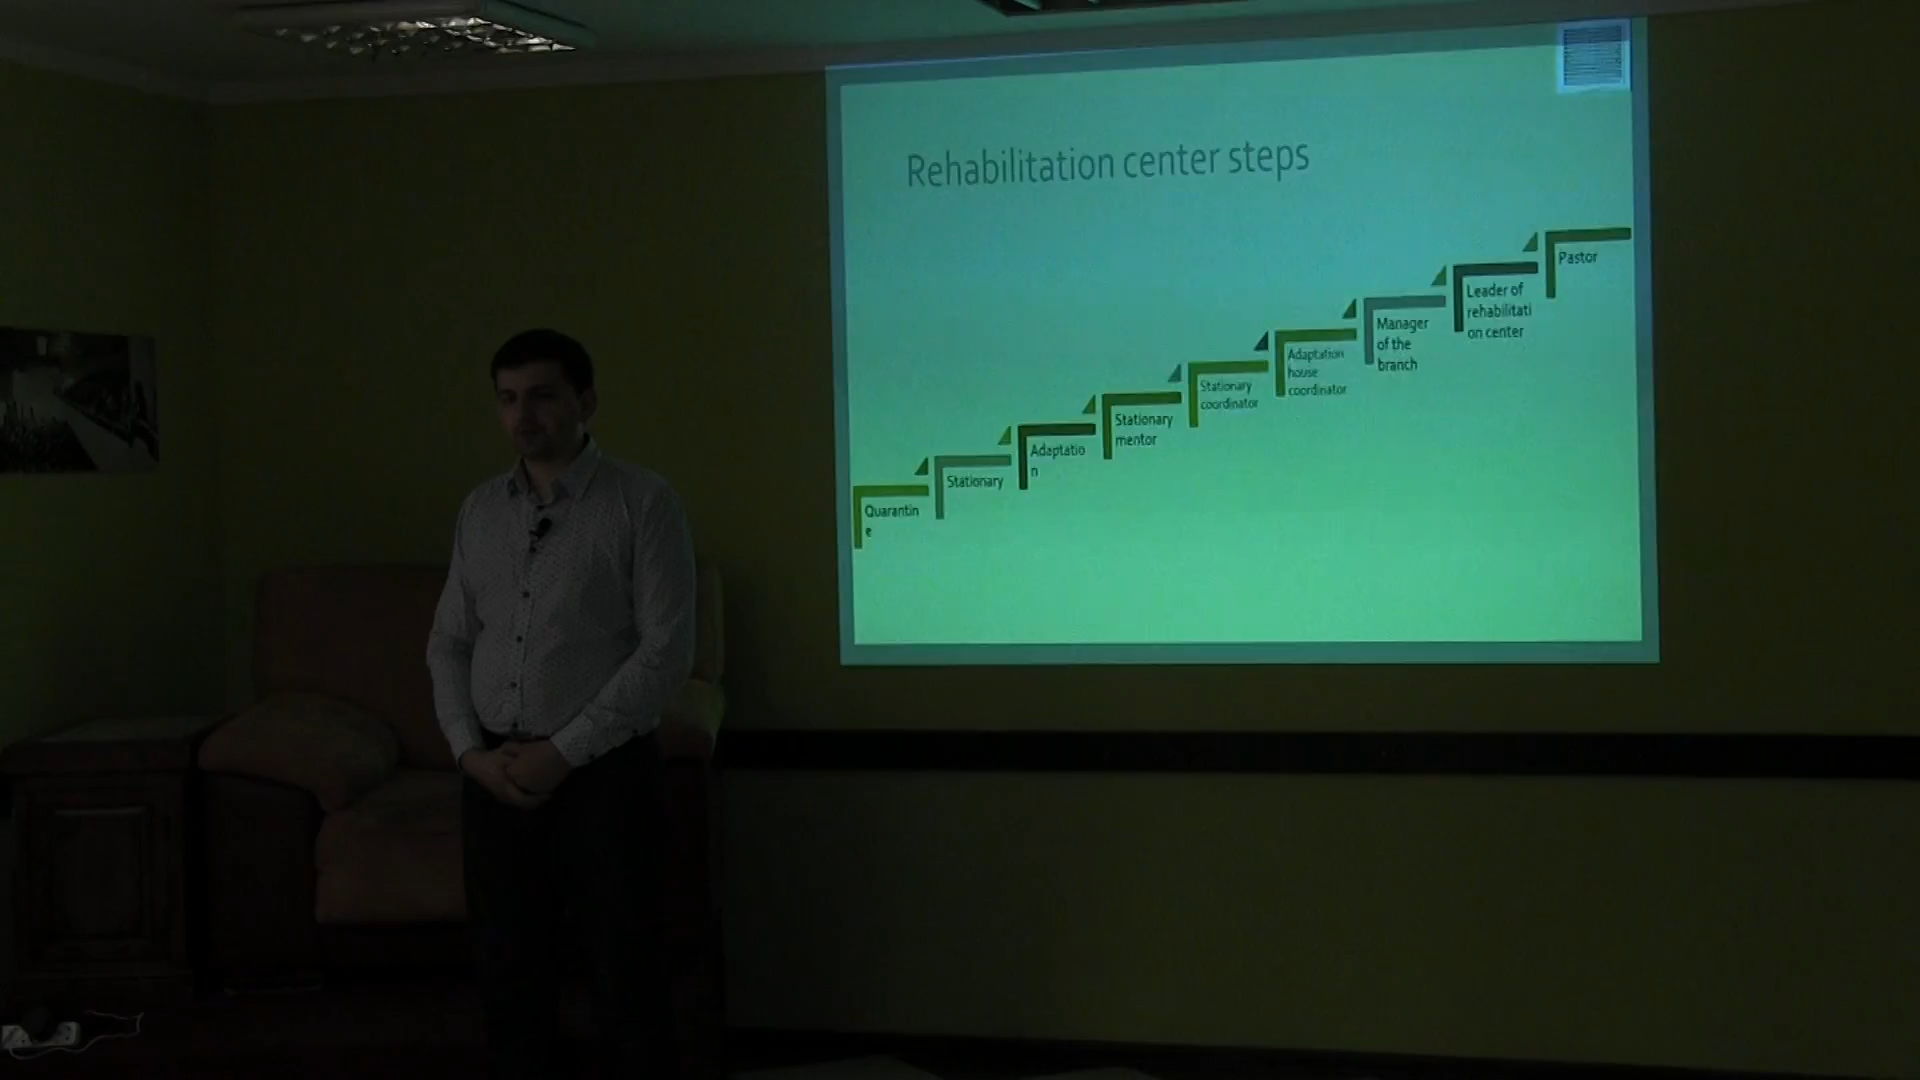 Rehabilitation center steps
Quarantin
e
Stationary
Adaptatio
n
Stationary
mentor
Stationary
coordinator
Adaptation
house
coordinator
Manager
of the
branch
Leader of
rehabilitati
on center
Pastor